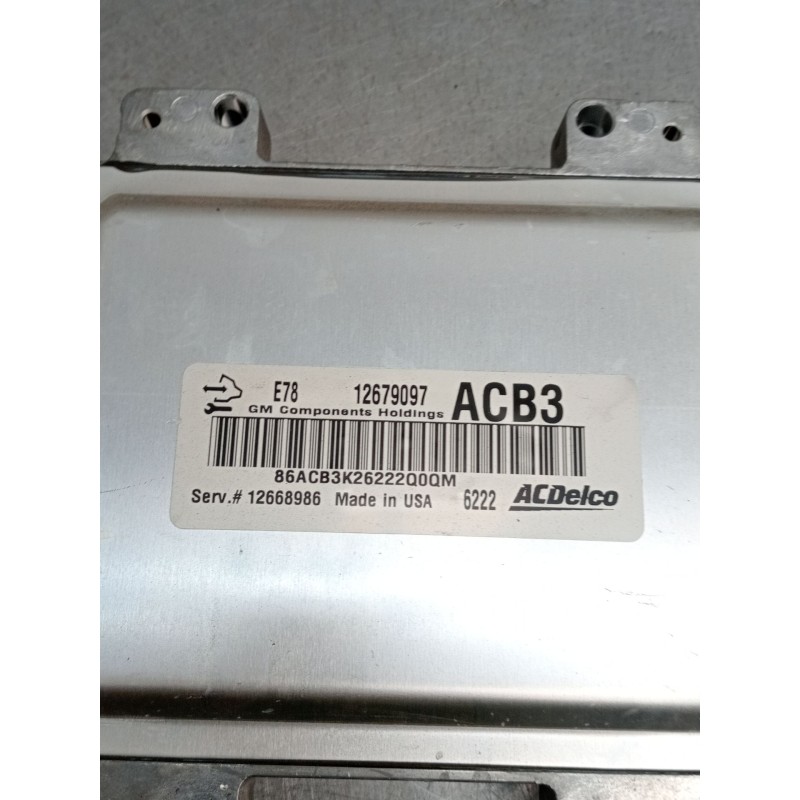 E78 12679097 ACB3
GM Components Holdings
86ACB3K26222Q0QM
Serv.# 12668986 Made in USA 6222 ACDelco